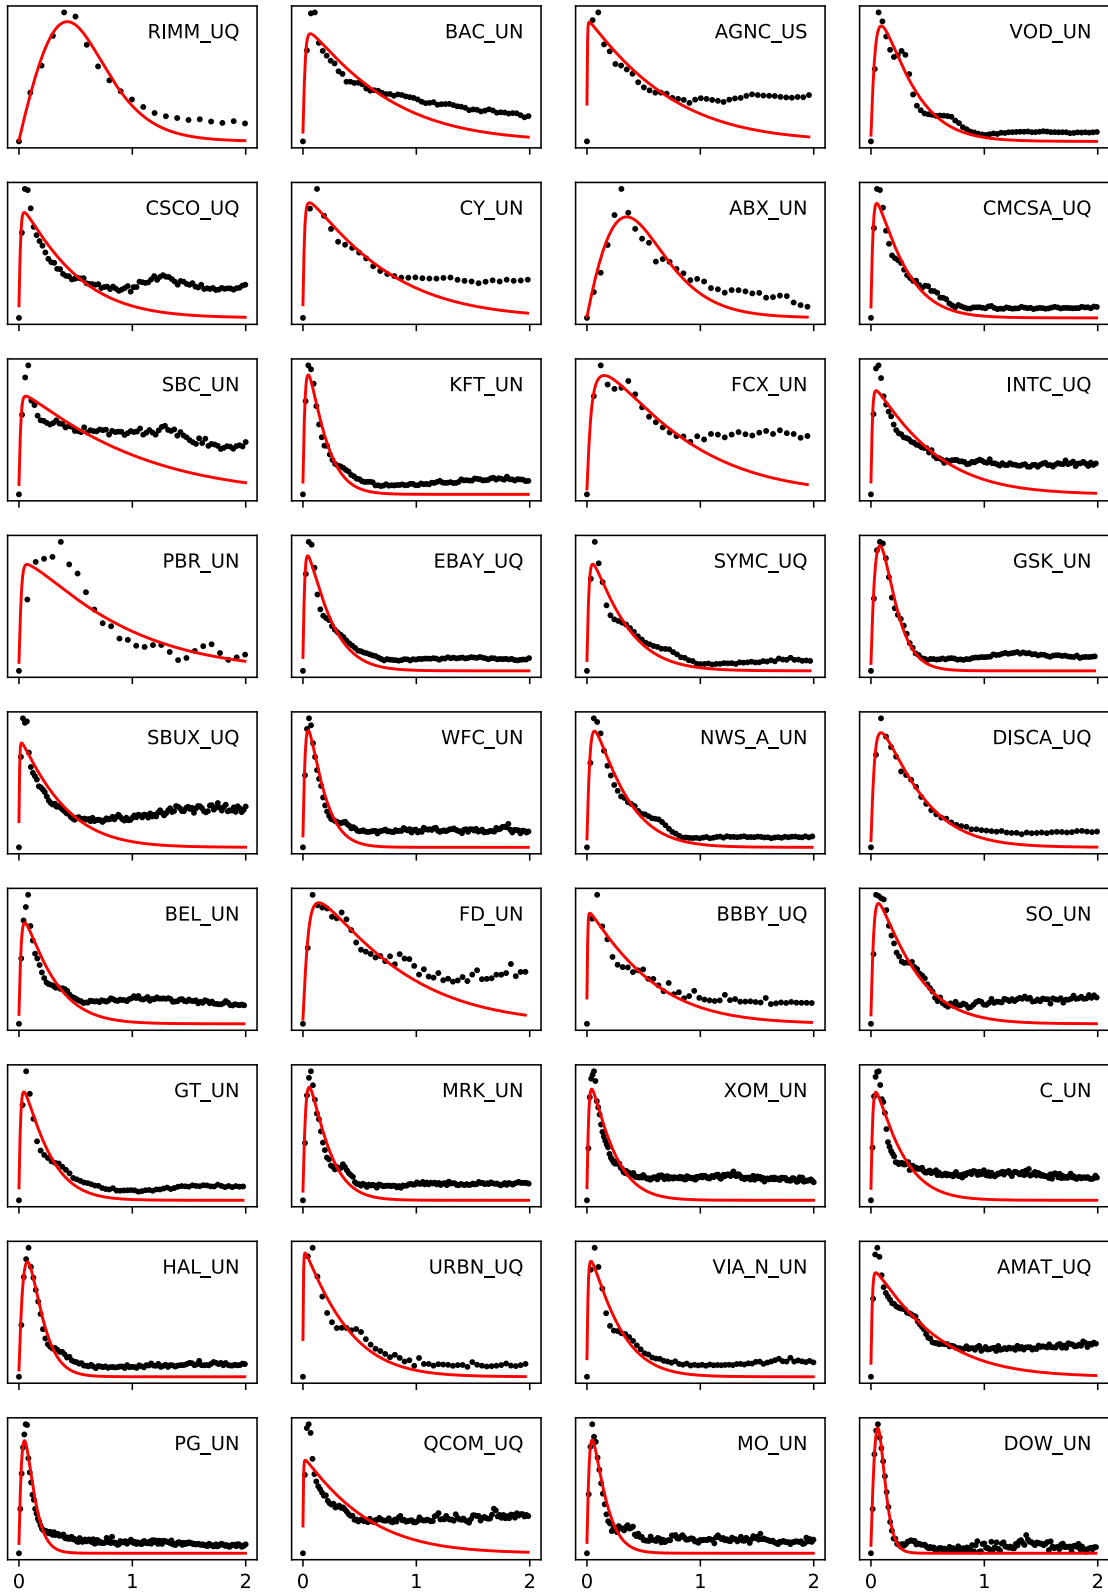 RIMM_UQ BAC_UN AGNC_US VOD_UN
CSCO_UQ CY_UN ABX_UN CMCSA_UQ
SBC_UN KFT_UN FCX_UN INTC_UQ
PBR_UN EBAY_UQ SYMC_UQ GSK_UN
SBUX_UQ WFC_UN NWS_A_UN DISCA_UQ
BEL_UN FD_UN BBBY_UQ SO_UN
GT_UN MRK_UN XOM_UN C_UN
HAL_UN URBN_UQ VIA_N_UN AMAT_UQ
PG_UN QCOM_UQ MO_UN DOW_UN
0 1 2 0 1 2 0 1 2 0 1 2